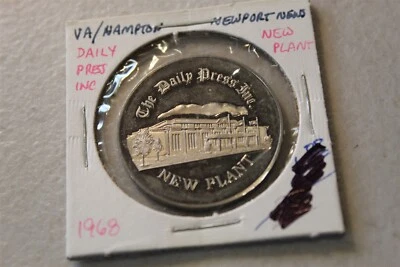 VA/HAMPTON NEWPORT NEWS
DAILY PRESS INC
NEW PLANT
The Daily Press, Inc.
NEW PLANT
1968